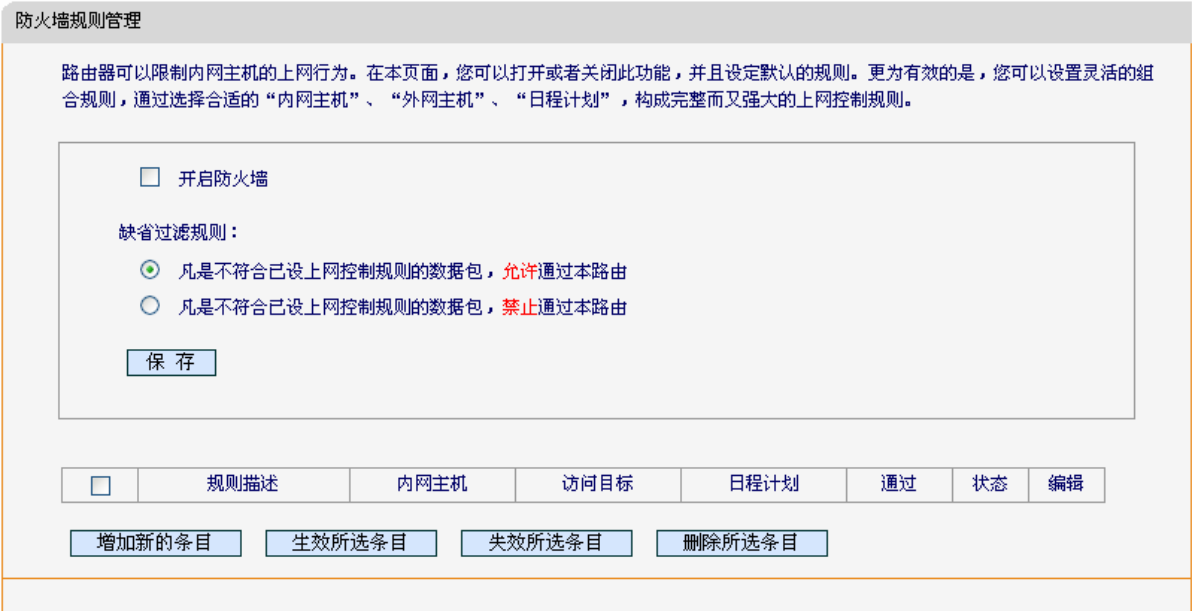 防火墙规则管理
路由器可以限制内网主机的上网行为。在本页面，您可以打开或者关闭此功能，并且设定默认的规则。更为有效的是，您可以设置灵活的组
合规则，通过选择合适的“内网主机”、“外网主机”、“日程计划”，构成完整而又强大的上网控制规则。
开启防火墙
缺省过滤规则：
凡是不符合已设上网控制规则的数据包，允许通过本路由
凡是不符合已设上网控制规则的数据包，禁止通过本路由
保 存
规则描述 内网主机 访问目标 日程计划 通过 状态 编辑
增加新的条目 生效所选条目 失效所选条目 删除所选条目